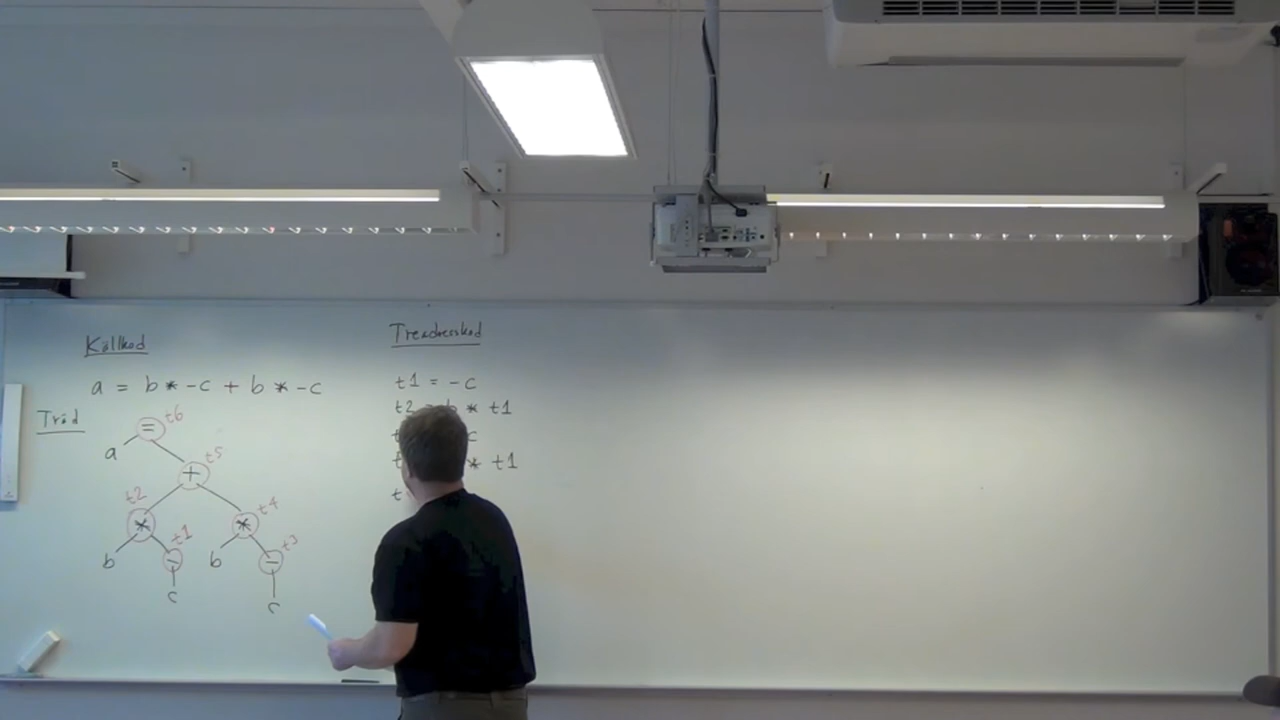 Källkod
a = b * -c + b * -c
Träd
= t6
a
+ t5
t2 t4
* *
t1 t3
b - b -
c c
Treadresskod
t1 = -c
t2 = b * t1
t c
t * t1
t